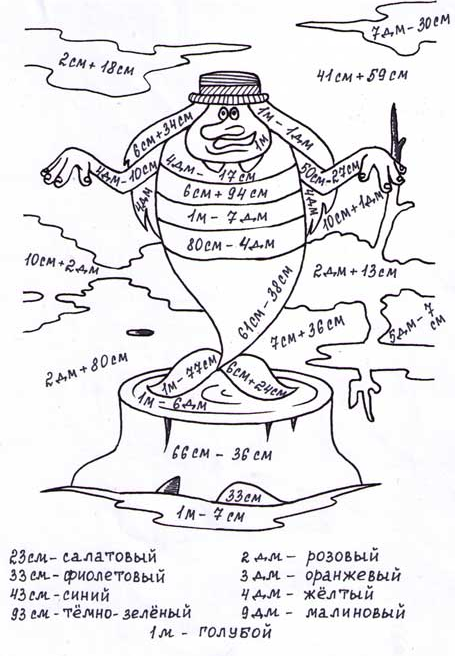 7дм-30см
2см+18см
41см+59см
6см+34см
1м-1дм
1м
4дм-10см
4дм-17см
50см-27см
6см+94см
4дм
4дм
1м-7дм
10см+1дм
80см-4дм
10см+2дм
2дм+13см
61см-38см
7см+36см
5дм-7см
2дм+80см
1м-77см
6см+24см
1м=6дм
66см-36см
33см
1м-7см
23см-салатовый
2дм- розовый
33см-фиолетовый
3дм- оранжевый
43см-синий
4дм- жёлтый
93см-тёмно-зелёный
9дм- малиновый
1м- голубой